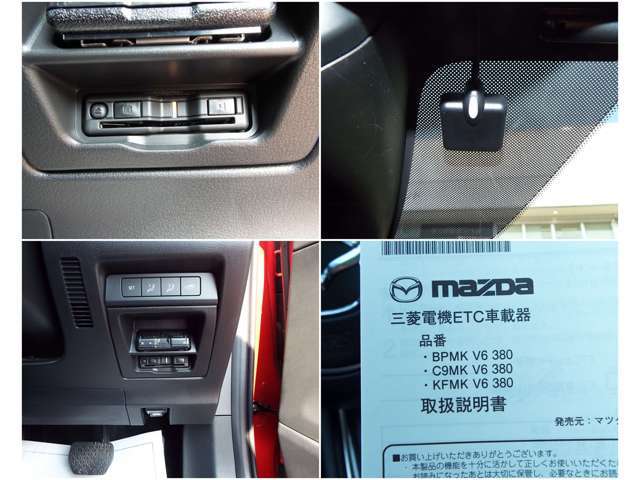 mazda
三菱電機ETC車載器
品番
・BPMK V6 380
・C9MK V6 380
・KFMK V6 380
取扱説明書
発売元：マツダ
■お買い上げいただきありがとうございます。
・本製品の機能を十分に活かして正しくお使いいただくた